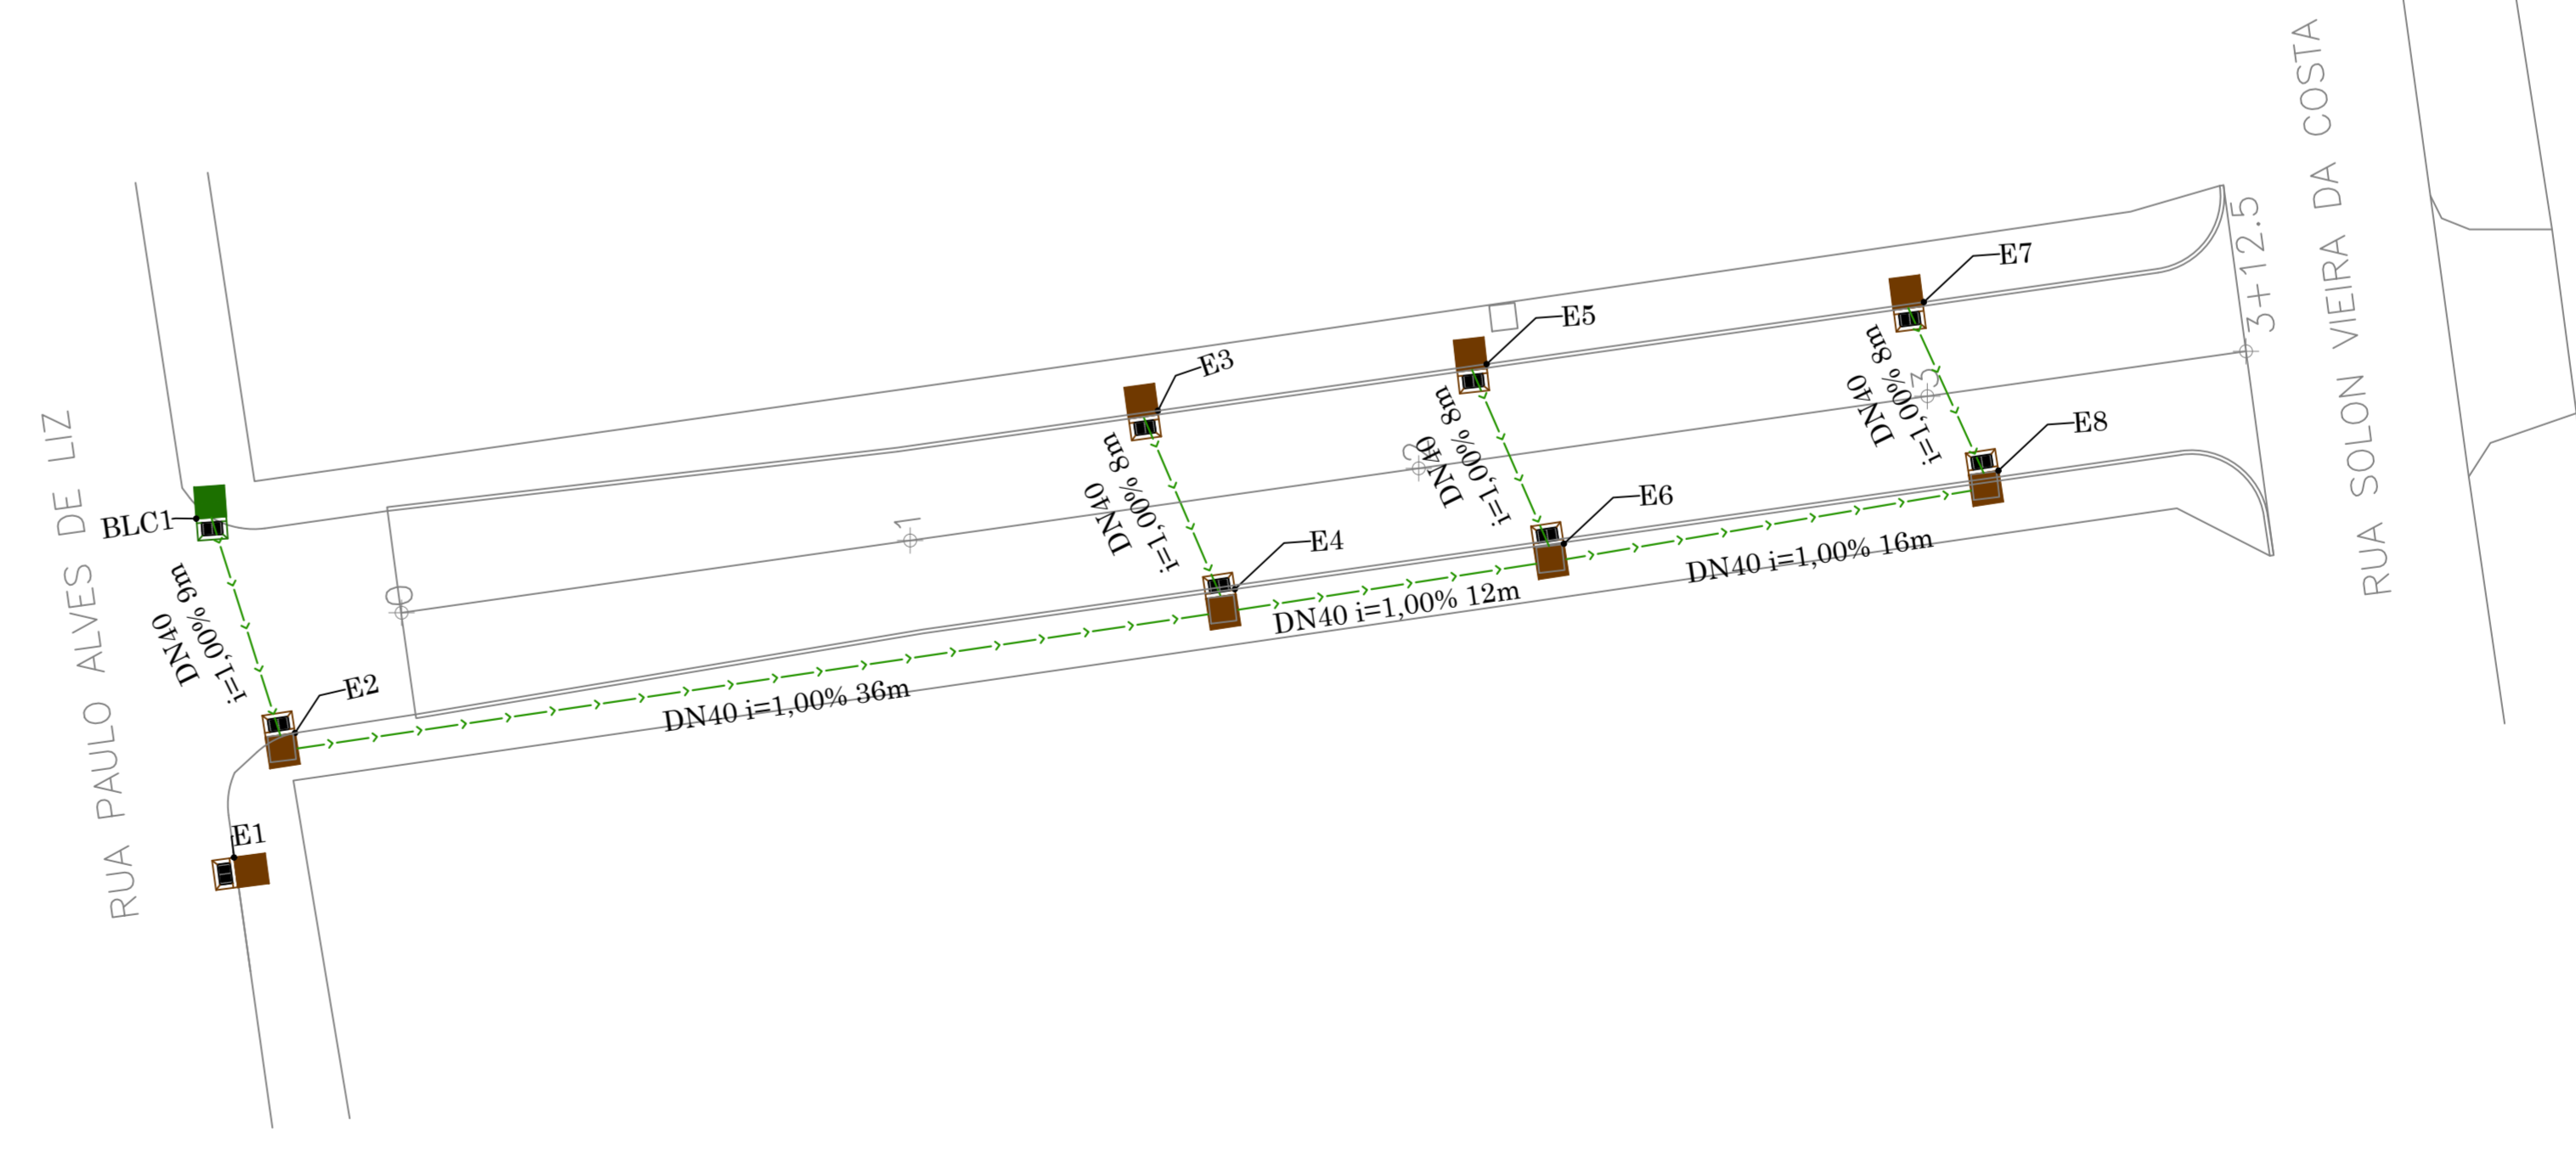 RUA PAULO ALVES DE LIZ
BLC1
DN40
i=1,00% 9m
E2
E1
0
DN40 i=1,00% 36m
1
E3
DN40
i=1,00% 8m
E4
DN40 i=1,00% 12m
2
E5
DN40
i=1,00% 8m
E6
DN40 i=1,00% 16m
E7
DN40
i=1,00% 8m
3
E8
3+12.5
RUA SOLON VIEIRA DA COSTA